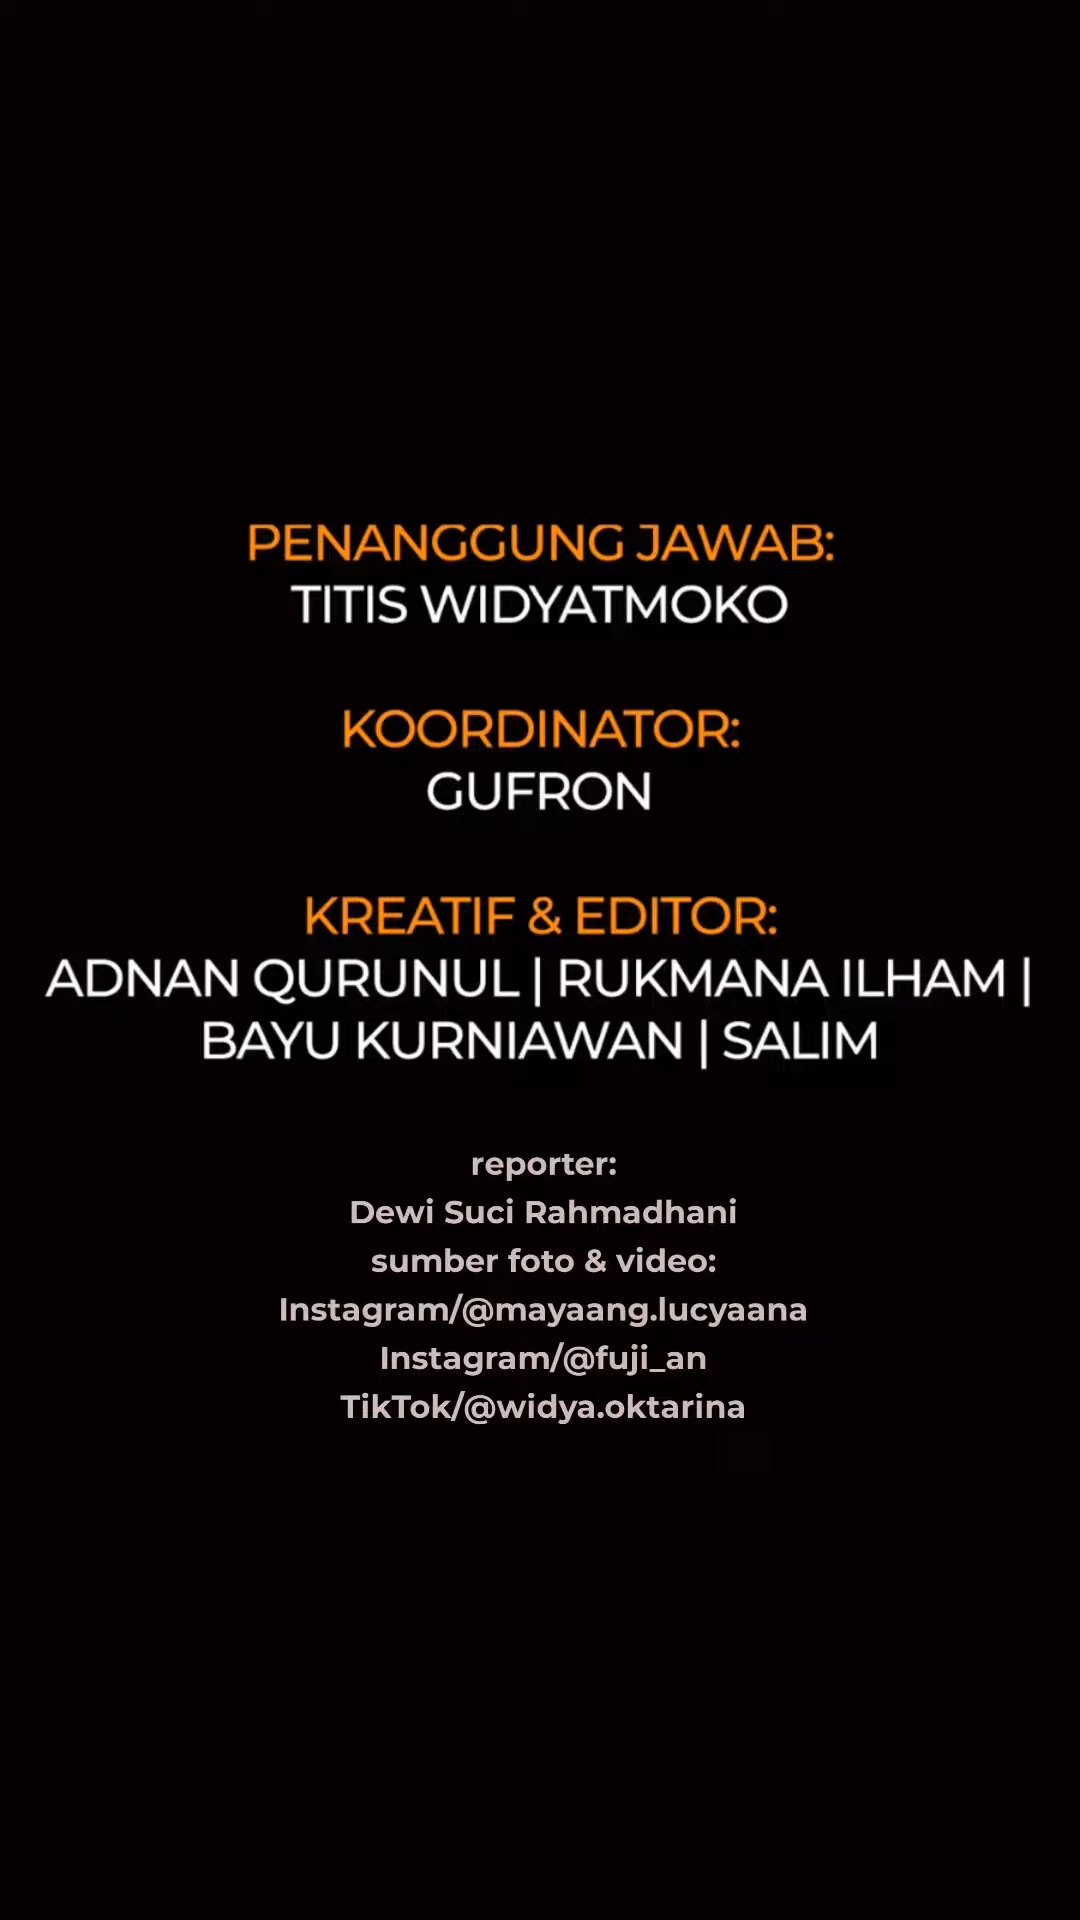 PENANGGUNG JAWAB:
TITIS WIDYATMOKO
KOORDINATOR:
GUFRON
KREATIF & EDITOR:
ADNAN QURUNUL | RUKMANA ILHAM |
BAYU KURNIAWAN | SALIM
reporter:
Dewi Suci Rahmadhani
sumber foto & video:
Instagram/@mayaang.lucyaana
Instagram/@fuji_an
TikTok/@widya.oktarina